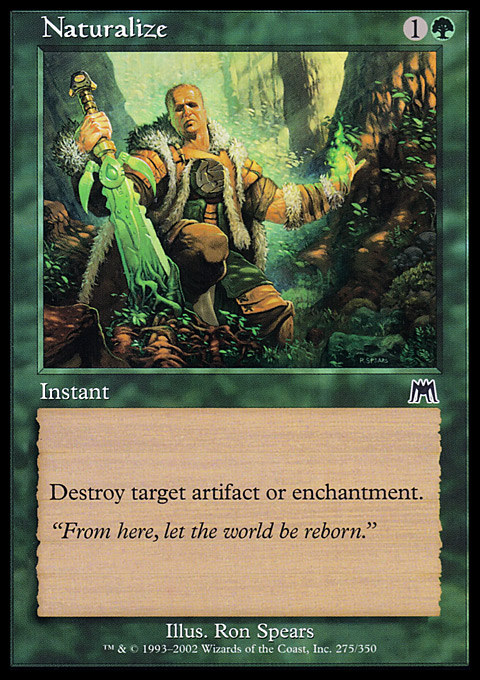 Naturalize 1
R. SPEARS
Instant
Destroy target artifact or enchantment.
“From here, let the world be reborn.”
Illus. Ron Spears
™ & © 1993–2002 Wizards of the Coast, Inc. 275/350